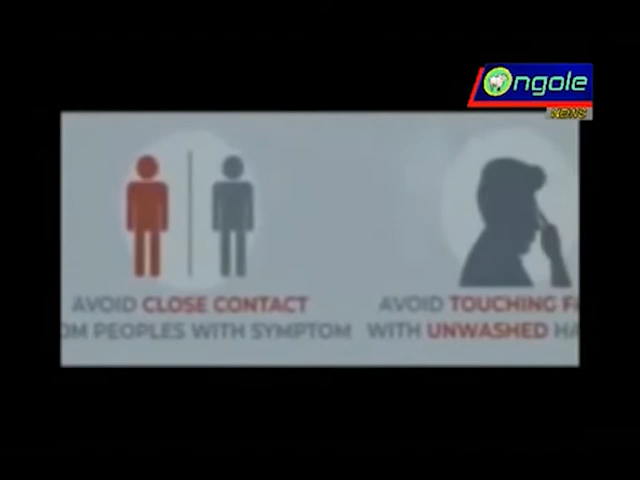 Ongole
NEWS
AVOID CLOSE CONTACT
OM PEOPLES WITH SYMPTOM
AVOID TOUCHING FA
WITH UNWASHED HA